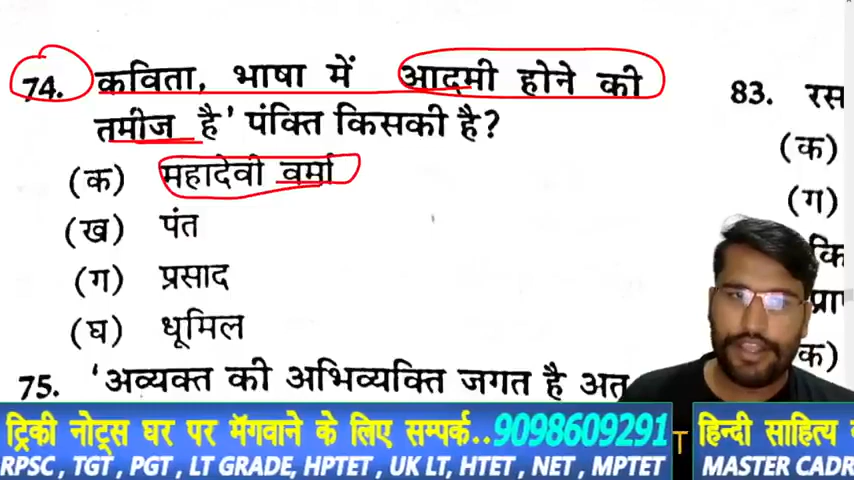 74. कविता, भाषा में आदमी होने की
तमीज है' पंक्ति किसकी है?
(क) महादेवी वर्मा
(ख) पंत
(ग) प्रसाद
(घ) धूमिल
75. 'अव्यक्त की अभिव्यक्ति जगत है अत
83. रस
(क)
(ग)
कि
प्रा
क)
ट्रिकी नोट्स घर पर मँगवाने के लिए सम्पर्क..9098609291
RPSC , TGT , PGT , LT GRADE, HPTET , UK LT, HTET , NET , MPTET
T
हिन्दी साहित्य
MASTER CADR